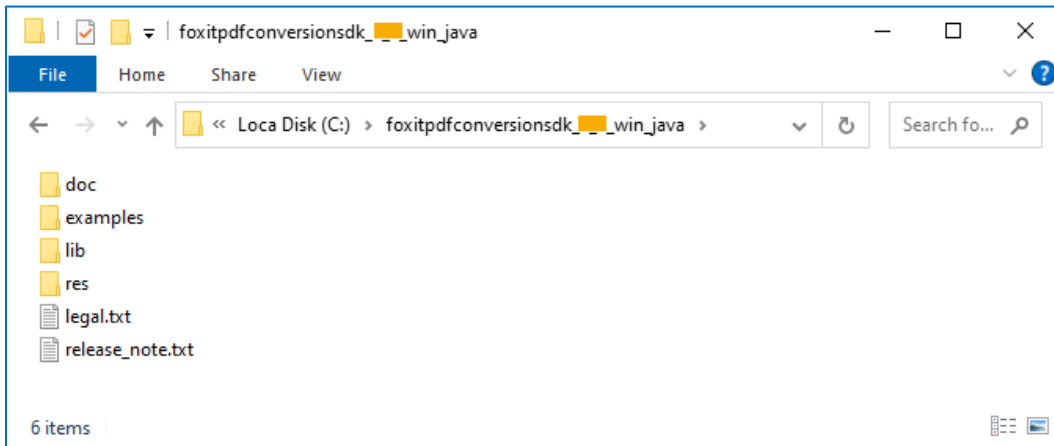 foxitpdfconversionsdk_ _ _win_java
File Home Share View
« Loca Disk (C:) › foxitpdfconversionsdk_ _ _win_java › Search fo...
doc
examples
lib
res
legal.txt
release_note.txt
6 items